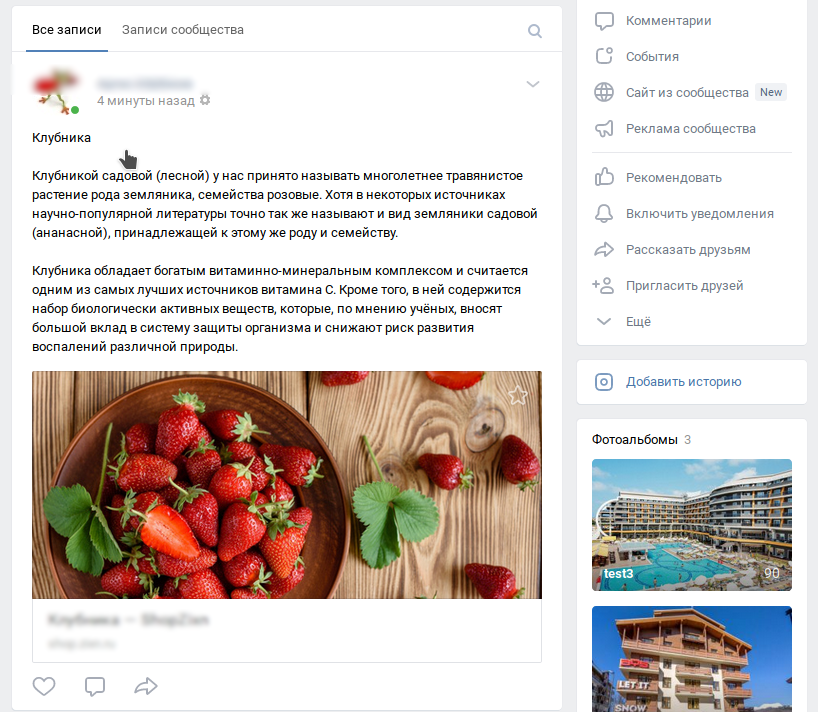 Все записи
Записи сообщества
4 минуты назад
Клубника
Клубникой садовой (лесной) у нас принято называть многолетнее травянистое
растение рода земляника, семейства розовые. Хотя в некоторых источниках
научно-популярной литературы точно так же называют и вид земляники садовой
(ананасной), принадлежащей к этому же роду и семейству.
Клубника обладает богатым витаминно-минеральным комплексом и считается
одним из самых лучших источников витамина С. Кроме того, в ней содержится
набор биологически активных веществ, которые, по мнению учёных, вносят
большой вклад в систему защиты организма и снижают риск развития
воспалений различной природы.
Комментарии
События
Сайт из сообщества New
Реклама сообщества
Рекомендовать
Включить уведомления
Рассказать друзьям
Пригласить друзей
Ещё
Добавить историю
Фотоальбомы 3
test3 90
LET IT
SNOW